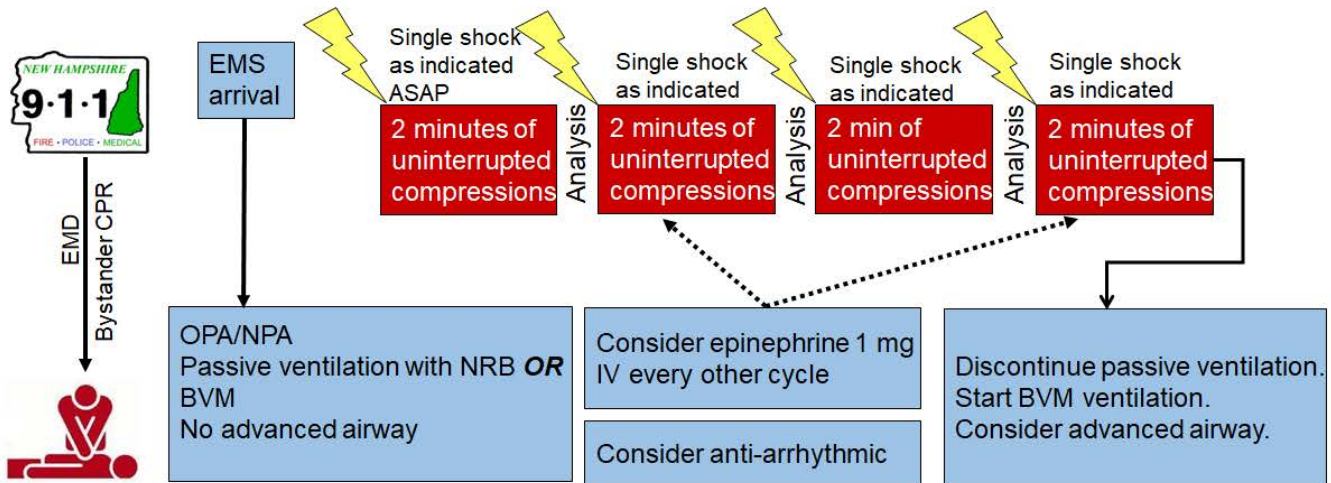 NEW HAMPSHIRE
9·1·1
FIRE • POLICE • MEDICAL
EMD
Bystander CPR
EMS
arrival
Single shock
as indicated
ASAP
2 minutes of
uninterrupted
compressions
Analysis
Single shock
as indicated
2 minutes of
uninterrupted
compressions
Analysis
Single shock
as indicated
2 min of
uninterrupted
compressions
Analysis
Single shock
as indicated
2 minutes of
uninterrupted
compressions
OPA/NPA
Passive ventilation with NRB OR
BVM
No advanced airway
Consider epinephrine 1 mg
IV every other cycle
Consider anti-arrhythmic
Discontinue passive ventilation.
Start BVM ventilation.
Consider advanced airway.